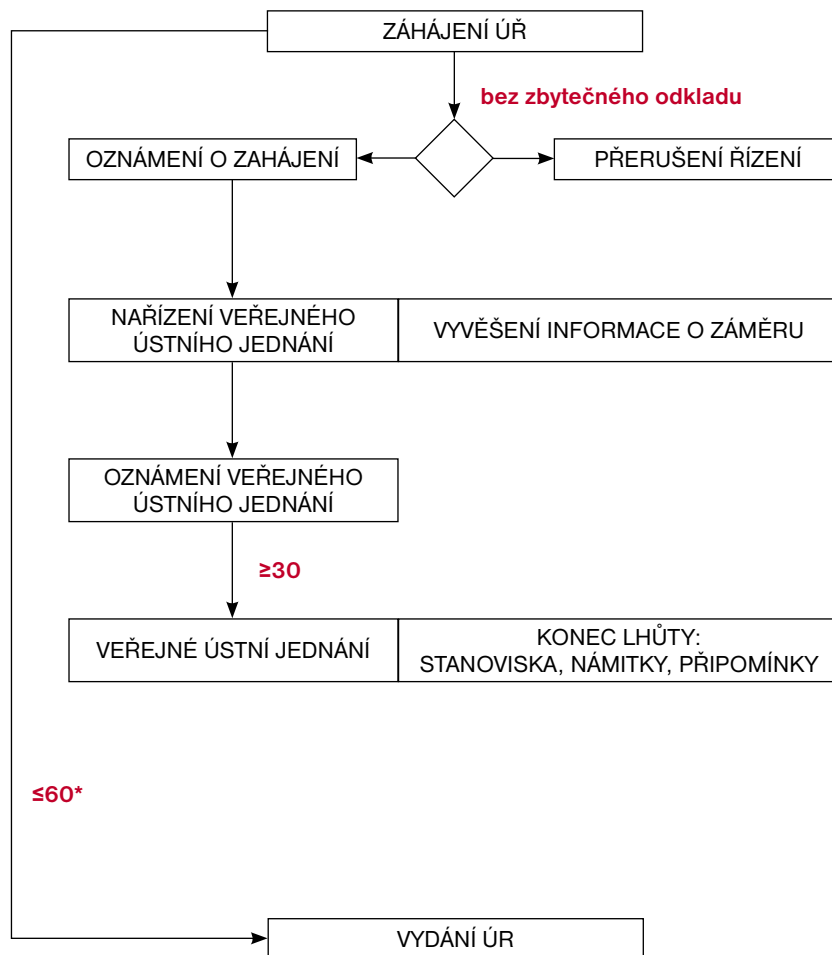 ZÁHÁJENÍ ÚŘ
bez zbytečného odkladu
OZNÁMENÍ O ZAHÁJENÍ
PŘERUŠENÍ ŘÍZENÍ
NAŘÍZENÍ VEŘEJNÉHO
ÚSTNÍHO JEDNÁNÍ
VYVĚŠENÍ INFORMACE O ZÁMĚRU
OZNÁMENÍ VEŘEJNÉHO
ÚSTNÍHO JEDNÁNÍ
≥30
VEŘEJNÉ ÚSTNÍ JEDNÁNÍ
KONEC LHŮTY:
STANOVISKA, NÁMITKY, PŘIPOMÍNKY
≤60*
VYDÁNÍ ÚR